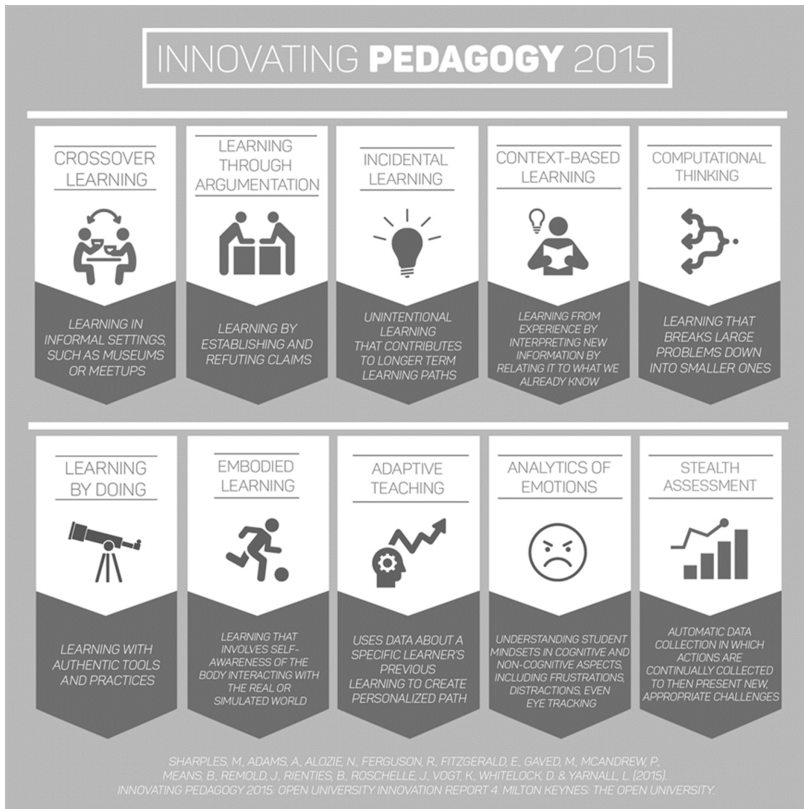 INNOVATING PEDAGOGY 2015
CROSSOVER
LEARNING
LEARNING IN
INFORMAL SETTINGS,
SUCH AS MUSEUMS
OR MEETUPS
LEARNING
THROUGH
ARGUMENTATION
LEARNING BY
ESTABLISHING AND
REFUTING CLAIMS
INCIDENTAL
LEARNING
UNINTENTIONAL
LEARNING
THAT CONTRIBUTES
TO LONGER TERM
LEARNING PATHS
CONTEXT-BASED
LEARNING
LEARNING FROM
EXPERIENCE BY
INTERPRETING NEW
INFORMATION BY
RELATING IT TO WHAT WE
ALREADY KNOW
COMPUTATIONAL
THINKING
LEARNING THAT
BREAKS LARGE
PROBLEMS DOWN
INTO SMALLER ONES
LEARNING
BY DOING
LEARNING WITH
AUTHENTIC TOOLS
AND PRACTICES
EMBODIED
LEARNING
LEARNING THAT
INVOLVES SELF-
AWARENESS OF THE
BODY INTERACTING WITH
THE REAL OR
SIMULATED WORLD
ADAPTIVE
TEACHING
USES DATA ABOUT A
SPECIFIC LEARNER'S
PREVIOUS
LEARNING TO CREATE
PERSONALIZED PATH
ANALYTICS OF
EMOTIONS
UNDERSTANDING STUDENT
MINDSETS IN COGNITIVE AND
NON-COGNITIVE ASPECTS,
INCLUDING FRUSTRATIONS,
DISTRACTIONS, EVEN
EYE TRACKING
STEALTH
ASSESSMENT
AUTOMATIC DATA
COLLECTION IN WHICH
ACTIONS ARE
CONTINUALLY COLLECTED
TO THEN PRESENT NEW,
APPROPRIATE CHALLENGES
SHARPLES, M., ADAMS, A., ALOZIE, N., FERGUSON, R., FITZGERALD, E., GAVED, M., MCANDREW, P.,
MEANS, B., REMOLD, J., RIENTIES, B., ROSCHELLE, J., VOGT, K., WHITELOCK, D. & YARNALL, L. (2015).
INNOVATING PEDAGOGY 2015: OPEN UNIVERSITY INNOVATION REPORT 4. MILTON KEYNES: THE OPEN UNIVERSITY.